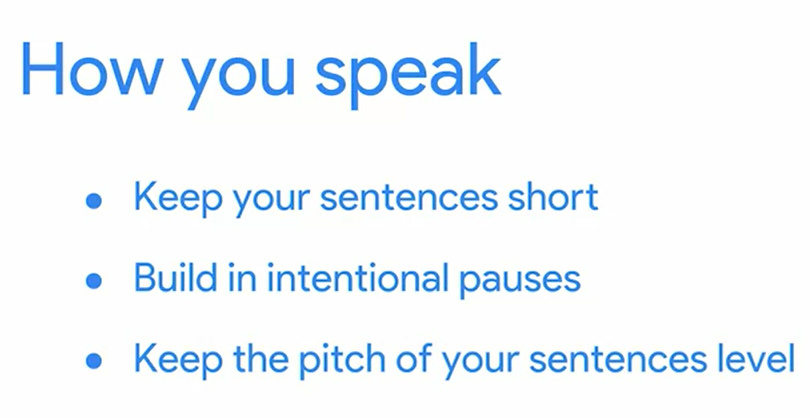 How you speak
● Keep your sentences short
● Build in intentional pauses
● Keep the pitch of your sentences level